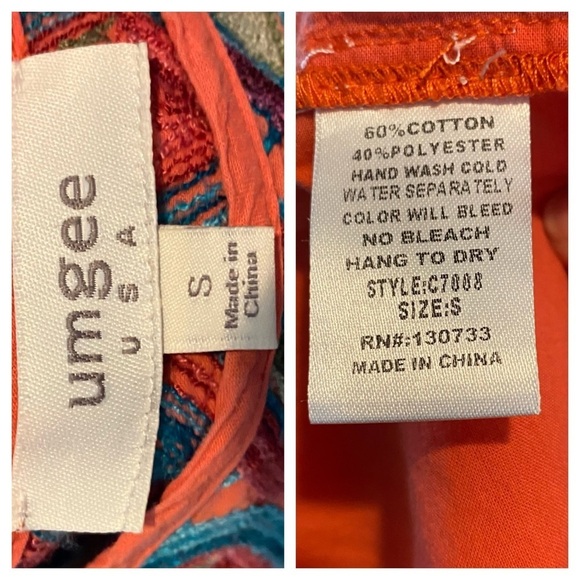 umgee
USA
S
Made in
China
60%COTTON
40%POLYESTER
HAND WASH COLD
WATER SEPARATELY
COLOR WILL BLEED
NO BLEACH
HANG TO DRY
STYLE:C7008
SIZE:S
RN#:130733
MADE IN CHINA